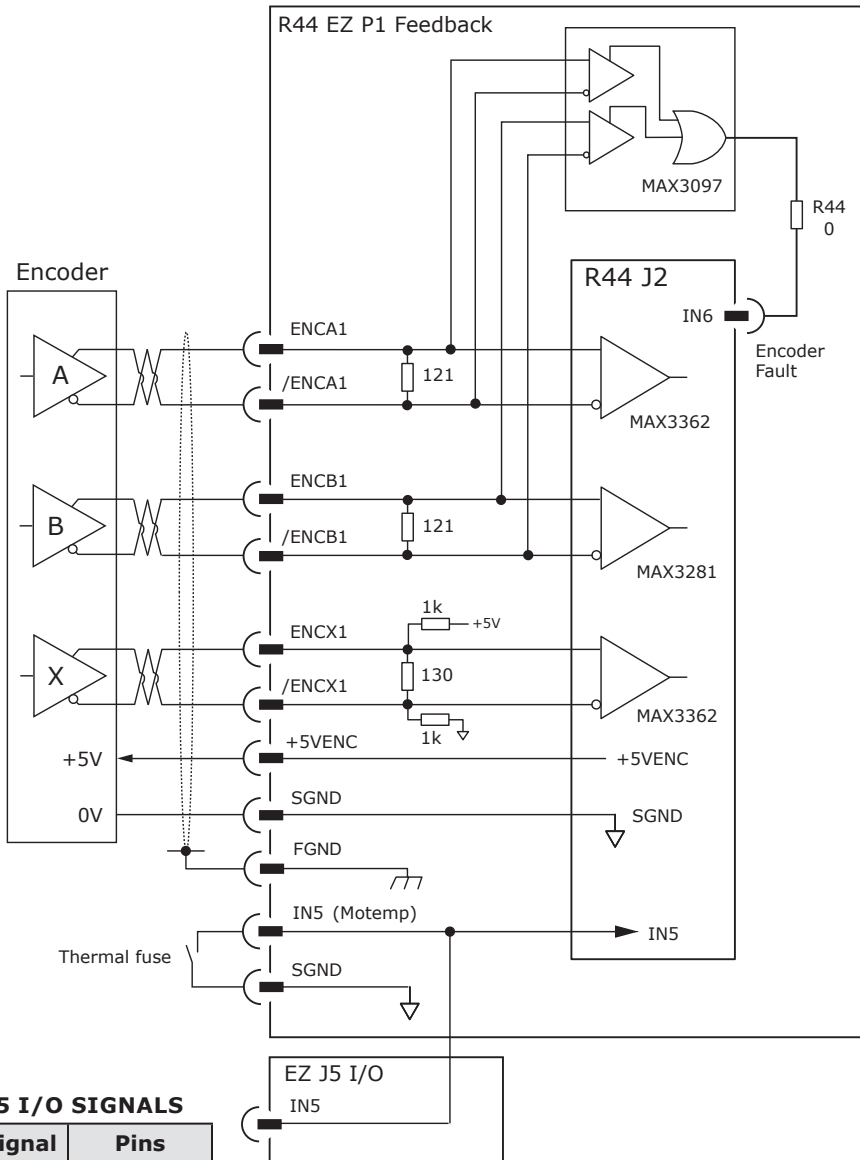 R44 EZ P1 Feedback
MAX3097
R44
0
Encoder
R44 J2
IN6
Encoder
Fault
A
ENCA1
/ENCA1
121
MAX3362
B
ENCB1
/ENCB1
121
MAX3281
X
ENCX1
/ENCX1
1k
+5V
130
1k
MAX3362
+5V
+5VENC
+5VENC
0V
SGND
SGND
FGND
IN5 (Motemp)
IN5
Thermal fuse
SGND
EZ J5 I/O
IN5
5 I/O SIGNALS
ignal Pins